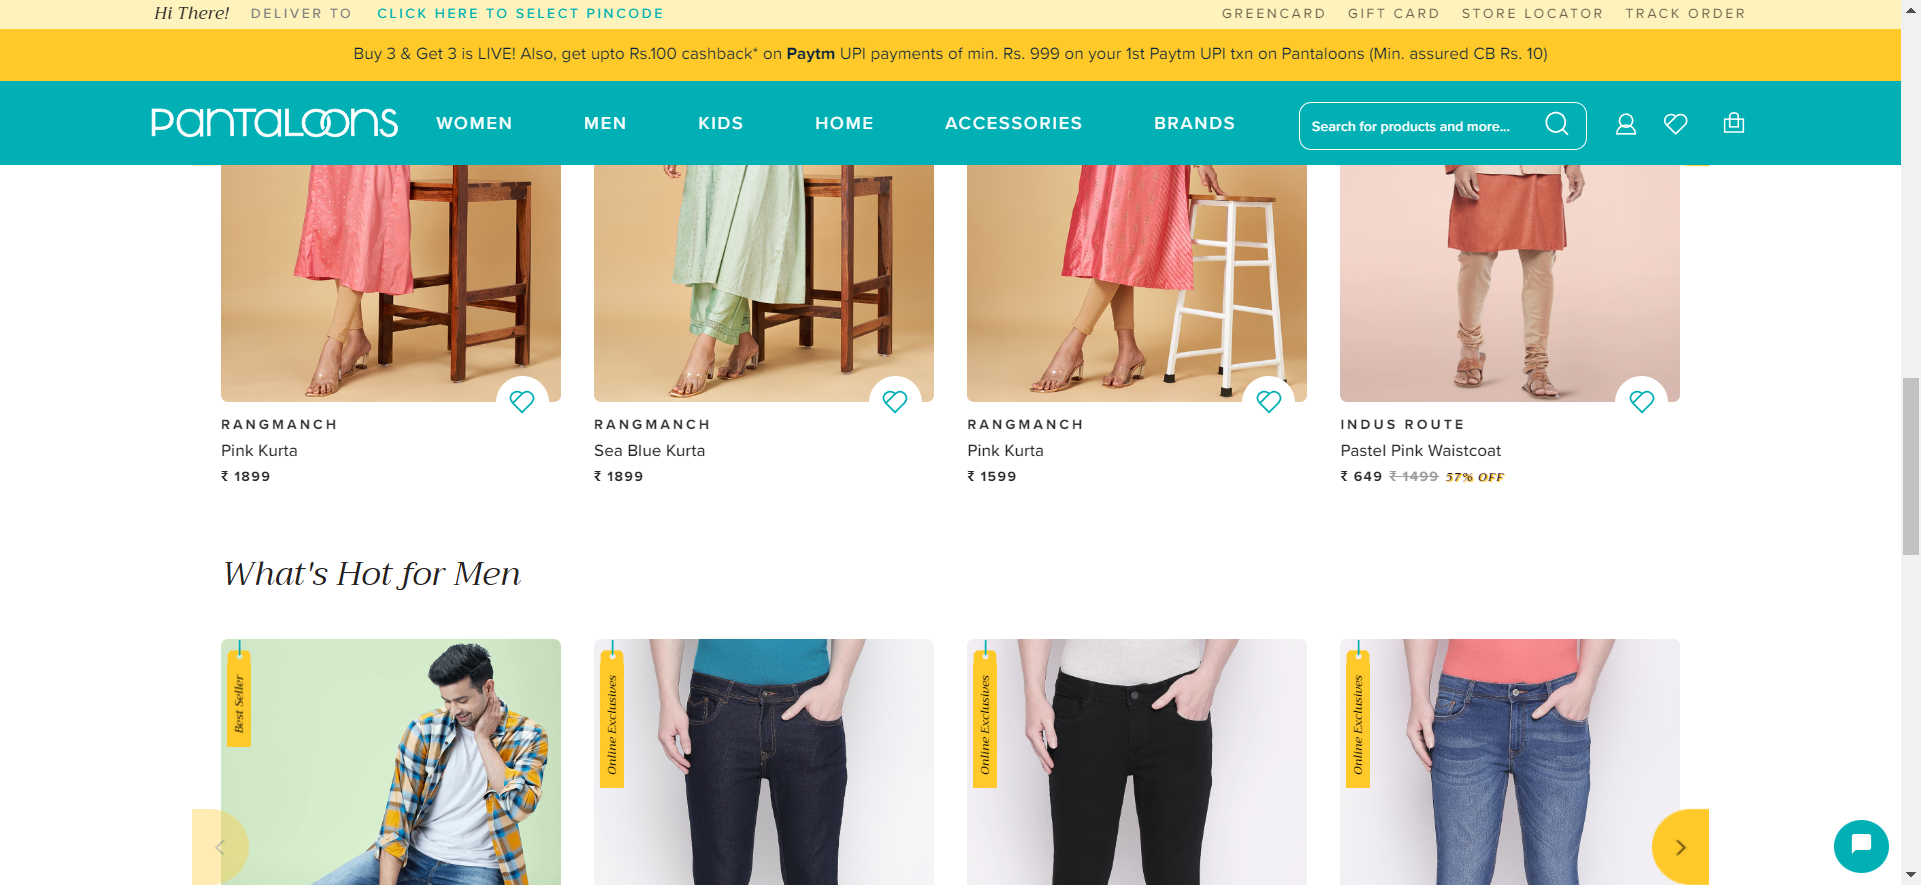 Hi There! DELIVER TO CLICK HERE TO SELECT PINCODE GREENCARD GIFT CARD STORE LOCATOR TRACK ORDER
Buy 3 & Get 3 is LIVE! Also, get upto Rs.100 cashback* on Paytm UPI payments of min. Rs. 999 on your 1st Paytm UPI txn on Pantaloons (Min. assured CB Rs. 10)
PANTALOONS WOMEN MEN KIDS HOME ACCESSORIES BRANDS Search for products and more...
RANGMANCH RANGMANCH RANGMANCH INDUS ROUTE
Pink Kurta Sea Blue Kurta Pink Kurta Pastel Pink Waistcoat
₹ 1899 ₹ 1899 ₹ 1599 ₹ 649 ₹ 1499 57% OFF
What's Hot for Men
Best Seller Online Exclusives Online Exclusives Online Exclusives